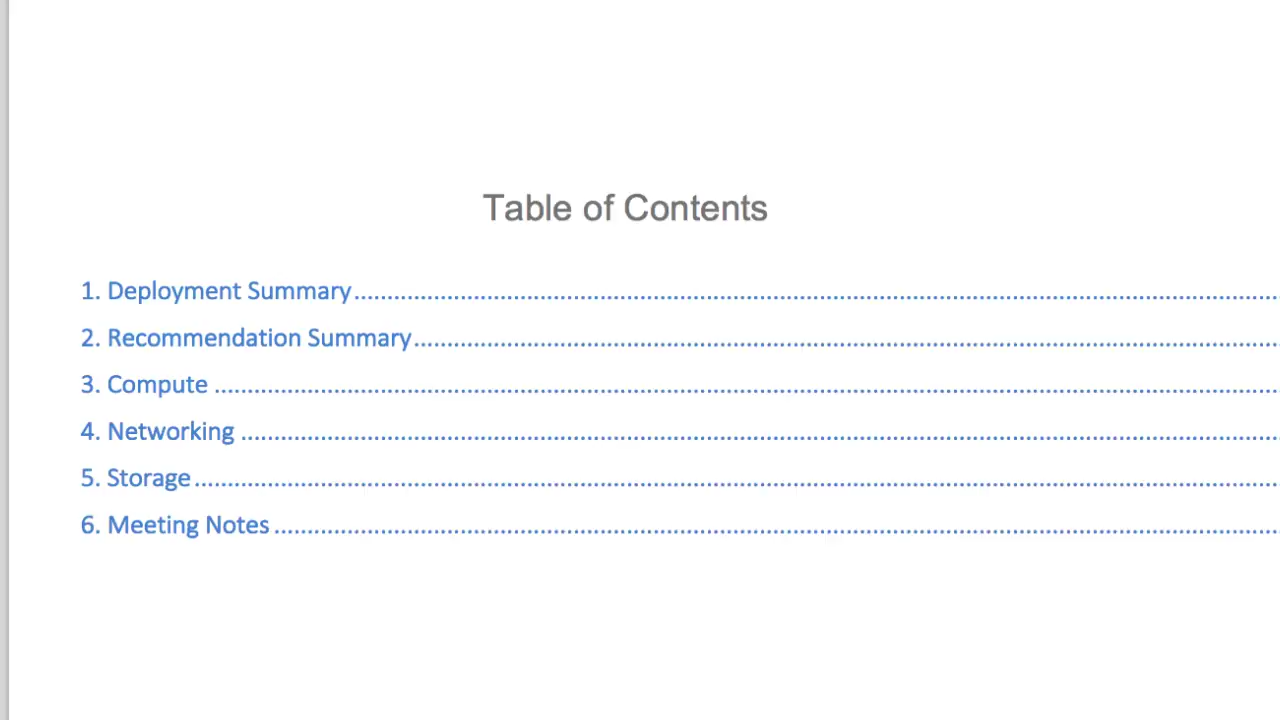 Table of Contents
1. Deployment Summary
2. Recommendation Summary
3. Compute
4. Networking
5. Storage
6. Meeting Notes